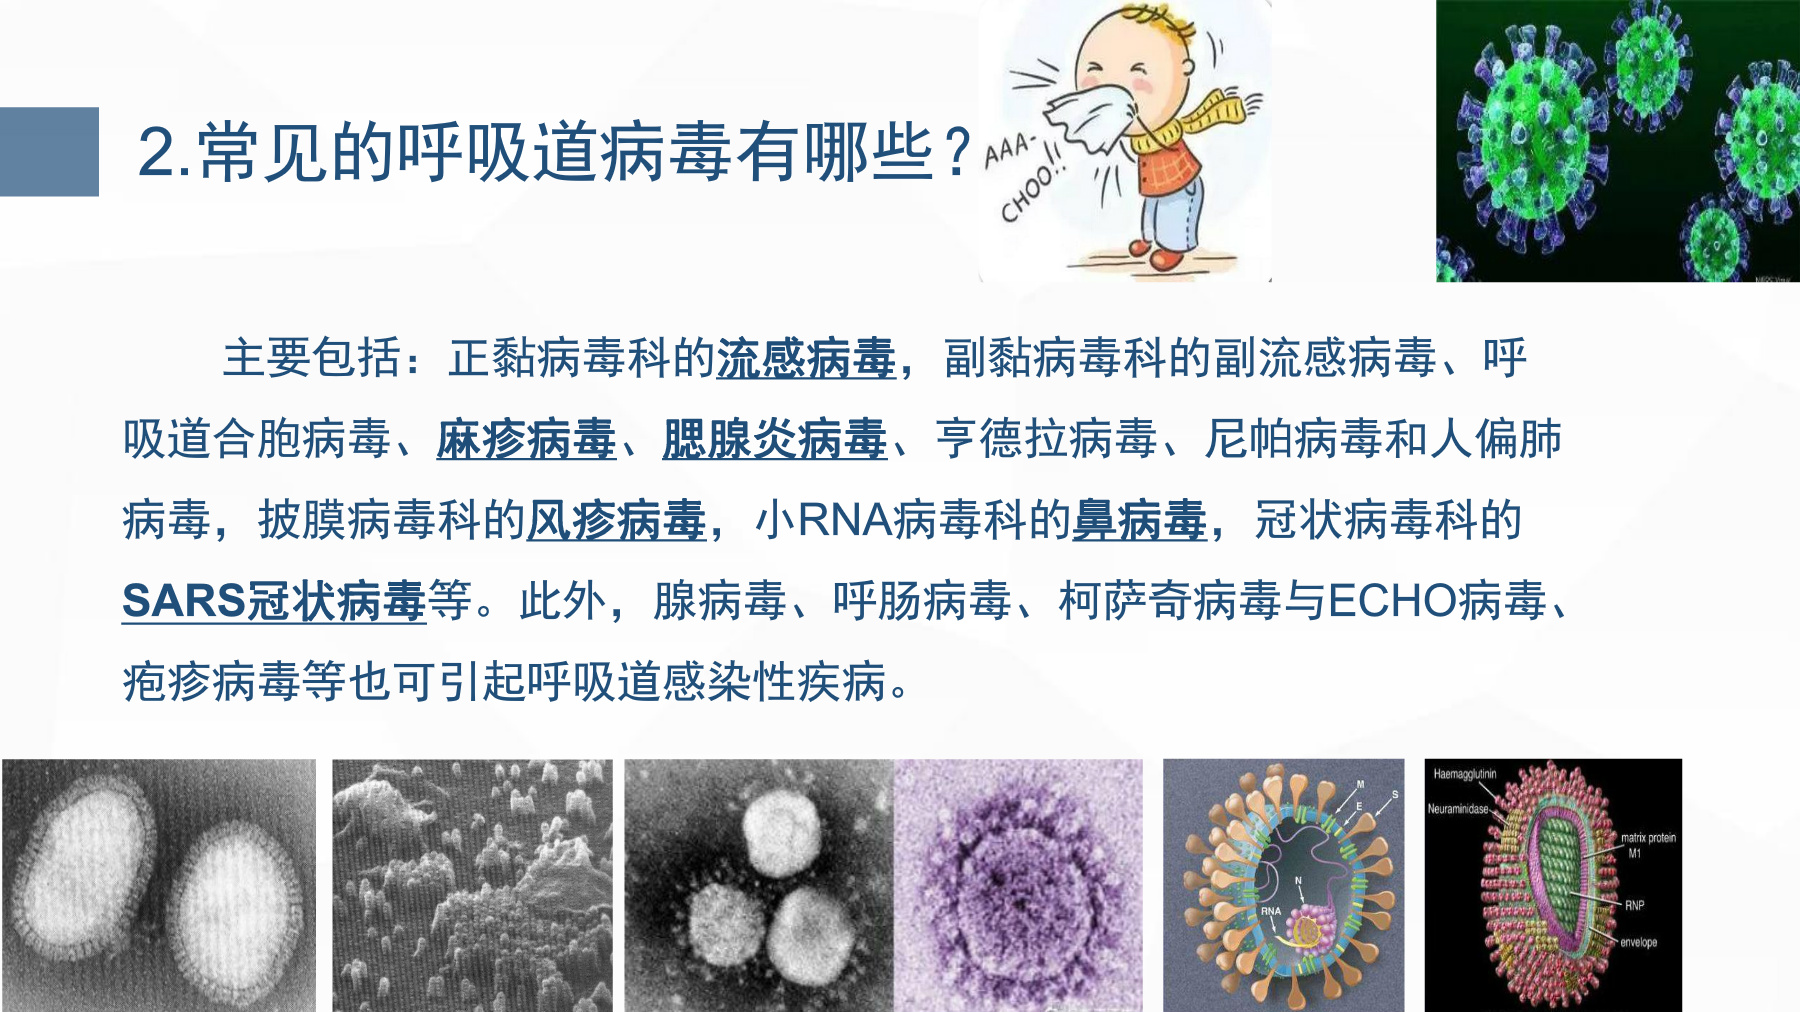 2.常见的呼吸道病毒有哪些？
AAA-
CHOO!!
主要包括：正黏病毒科的流感病毒，副黏病毒科的副流感病毒、呼
吸道合胞病毒、麻疹病毒、腮腺炎病毒、亨德拉病毒、尼帕病毒和人偏肺
病毒，披膜病毒科的风疹病毒，小RNA病毒科的鼻病毒，冠状病毒科的
SARS冠状病毒等。此外，腺病毒、呼肠病毒、柯萨奇病毒与ECHO病毒、
疱疹病毒等也可引起呼吸道感染性疾病。
M
S
E
N
RNA
Haemagglutinin
Neuraminidase
matrix protein
M1
RNP
envelope